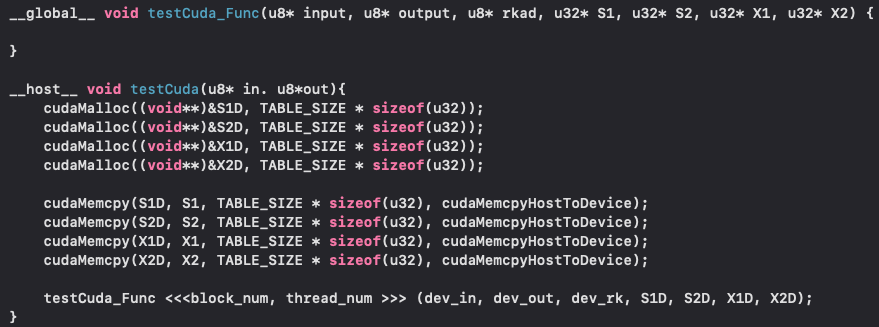 __global__ void testCuda_Func(u8* input, u8* output, u8* rkad, u32* S1, u32* S2, u32* X1, u32* X2) {
}
__host__ void testCuda(u8* in. u8*out){
cudaMalloc((void**)&S1D, TABLE_SIZE * sizeof(u32));
cudaMalloc((void**)&S2D, TABLE_SIZE * sizeof(u32));
cudaMalloc((void**)&X1D, TABLE_SIZE * sizeof(u32));
cudaMalloc((void**)&X2D, TABLE_SIZE * sizeof(u32));
cudaMemcpy(S1D, S1, TABLE_SIZE * sizeof(u32), cudaMemcpyHostToDevice);
cudaMemcpy(S2D, S2, TABLE_SIZE * sizeof(u32), cudaMemcpyHostToDevice);
cudaMemcpy(X1D, X1, TABLE_SIZE * sizeof(u32), cudaMemcpyHostToDevice);
cudaMemcpy(X2D, X2, TABLE_SIZE * sizeof(u32), cudaMemcpyHostToDevice);
testCuda_Func <<<block_num, thread_num >>> (dev_in, dev_out, dev_rk, S1D, S2D, X1D, X2D);
}